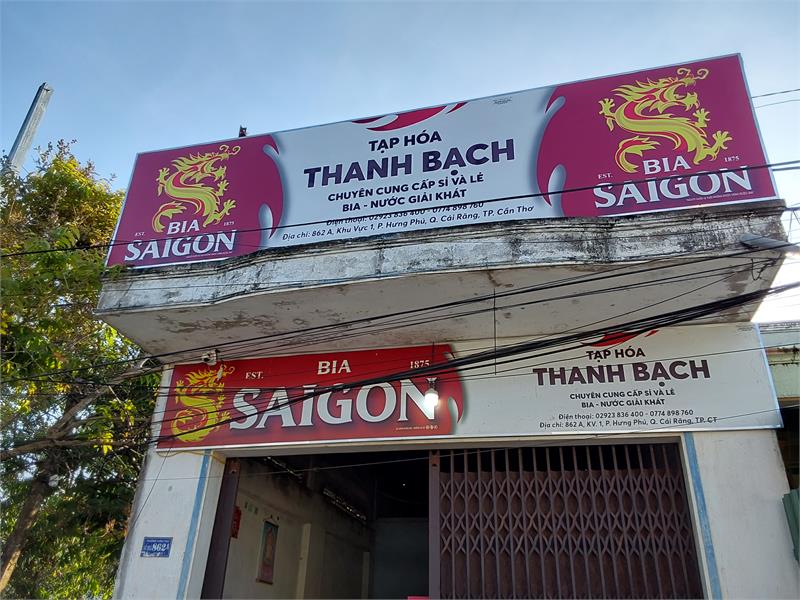 TẠP HÓA
THANH BẠCH
CHUYÊN CUNG CẤP SỈ VÀ LẺ
BIA - NƯỚC GIẢI KHÁT
Điện thoại: 02923 836 400 - 0774 898 760
Địa chỉ: 862 A, Khu Vực 1, P. Hưng Phú, Q. Cái Răng, TP. Cần Thơ
BIA
EST. 1875
SAIGON
BIA
EST. 1875
SAIGON
BIA
EST. 1875
SAIGON
TẠP HÓA
THANH BẠCH
CHUYÊN CUNG CẤP SỈ VÀ LẺ
BIA - NƯỚC GIẢI KHÁT
Điện thoại: 02923 836 400 - 0774 898 760
Địa chỉ: 862 A, KV. 1, P. Hưng Phú, Q. Cái Răng, TP. CT
862A